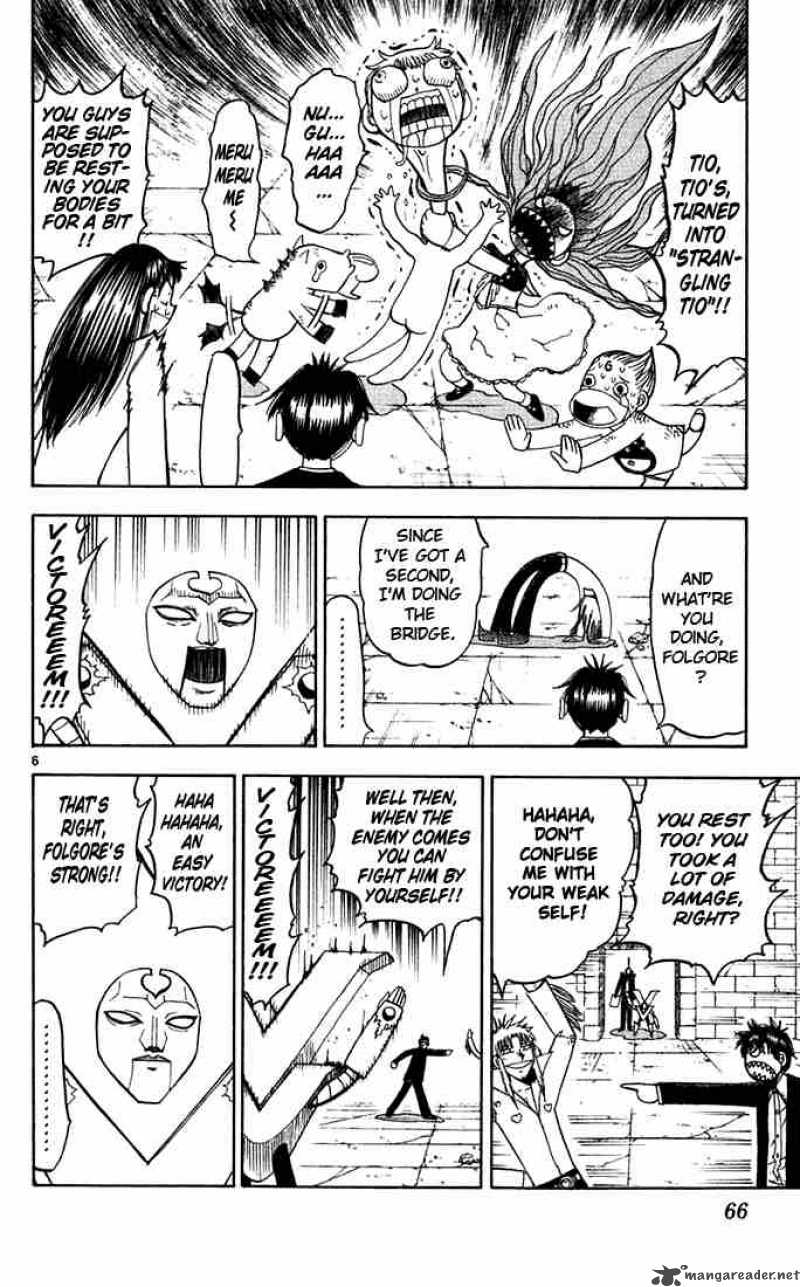 TIO,
TIO'S,
TURNED
INTO
"STRAN-
GLING
TIO"!!
NU...
GU...
HAA
AAA
...
MERU
MERU
ME
~
YOU GUYS
ARE SUP-
POSED TO
BE REST-
ING YOUR
BODIES
FOR A BIT
!!
AND
WHAT'RE
YOU
DOING,
FOLGORE
?
SINCE
I'VE GOT A
SECOND,
I'M DOING
THE
BRIDGE.
.........
VICTOREEEM!!!
6
YOU REST
TOO! YOU
TOOK A
LOT OF
DAMAGE,
RIGHT?
HAHAHA,
DON'T
CONFUSE
ME WITH
YOUR WEAK
SELF!
WELL THEN,
WHEN THE
ENEMY COMES
YOU CAN
FIGHT HIM BY
YOURSELF!!
VICTOREEEEM!!!
HAHA
HAHAHA,
AN
EASY
VICTORY!
THAT'S
RIGHT,
FOLGORE'S
STRONG!!
.........
66
mangareader.net